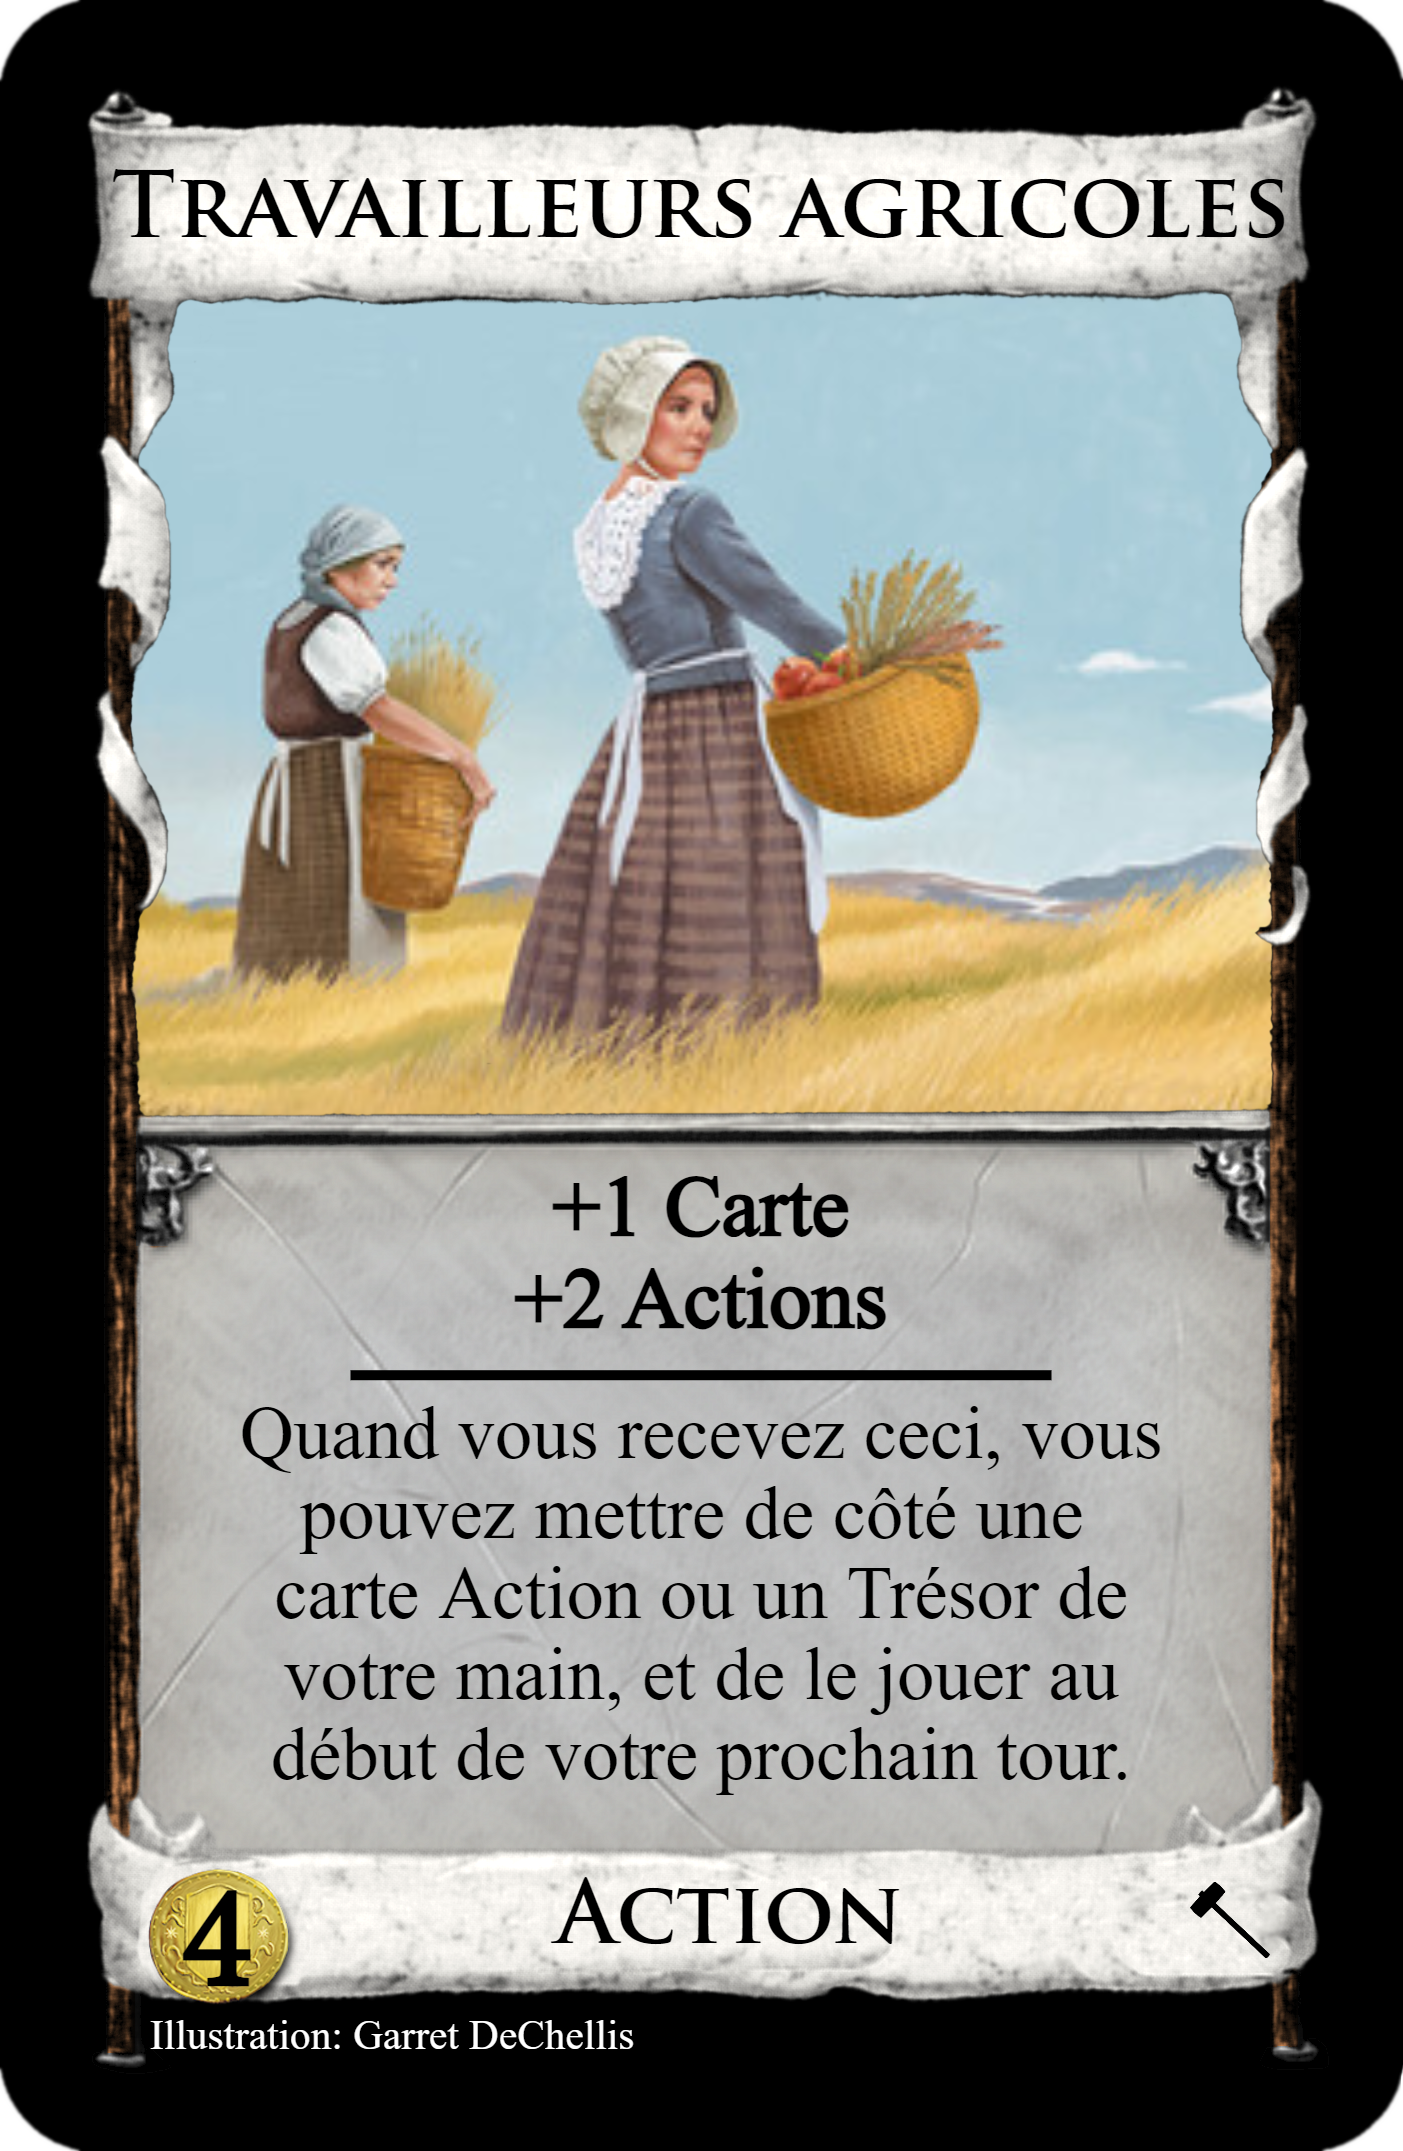 TRAVAILLEURS AGRICOLES
+1 Carte
+2 Actions
Quand vous recevez ceci, vous
pouvez mettre de côté une
carte Action ou un Trésor de
votre main, et de le jouer au
début de votre prochain tour.
4
ACTION
Illustration: Garret DeChellis